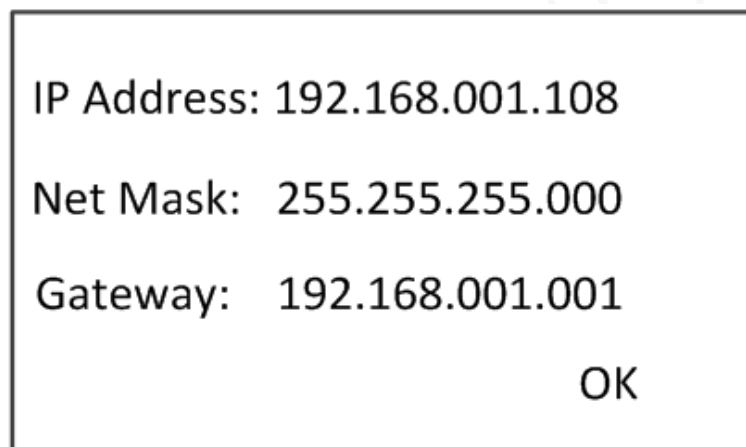 IP Address: 192.168.001.108
Net Mask: 255.255.255.000
Gateway: 192.168.001.001
OK